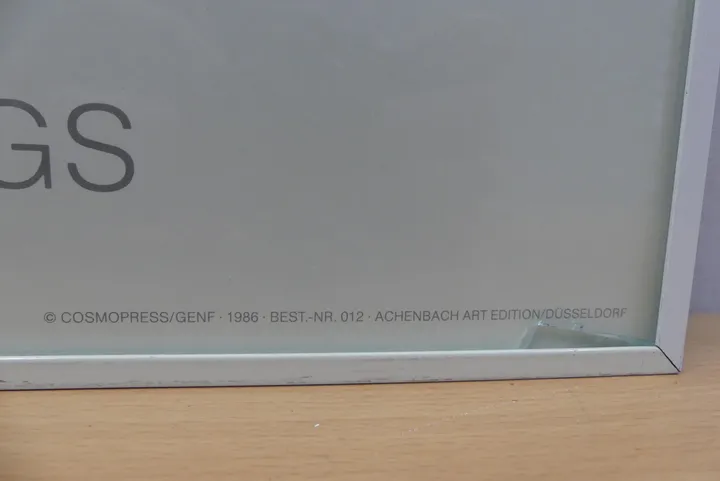 GS
© COSMOPRESS/GENF · 1986 · BEST.-NR. 012 · ACHENBACH ART EDITION/DÜSSELDORF